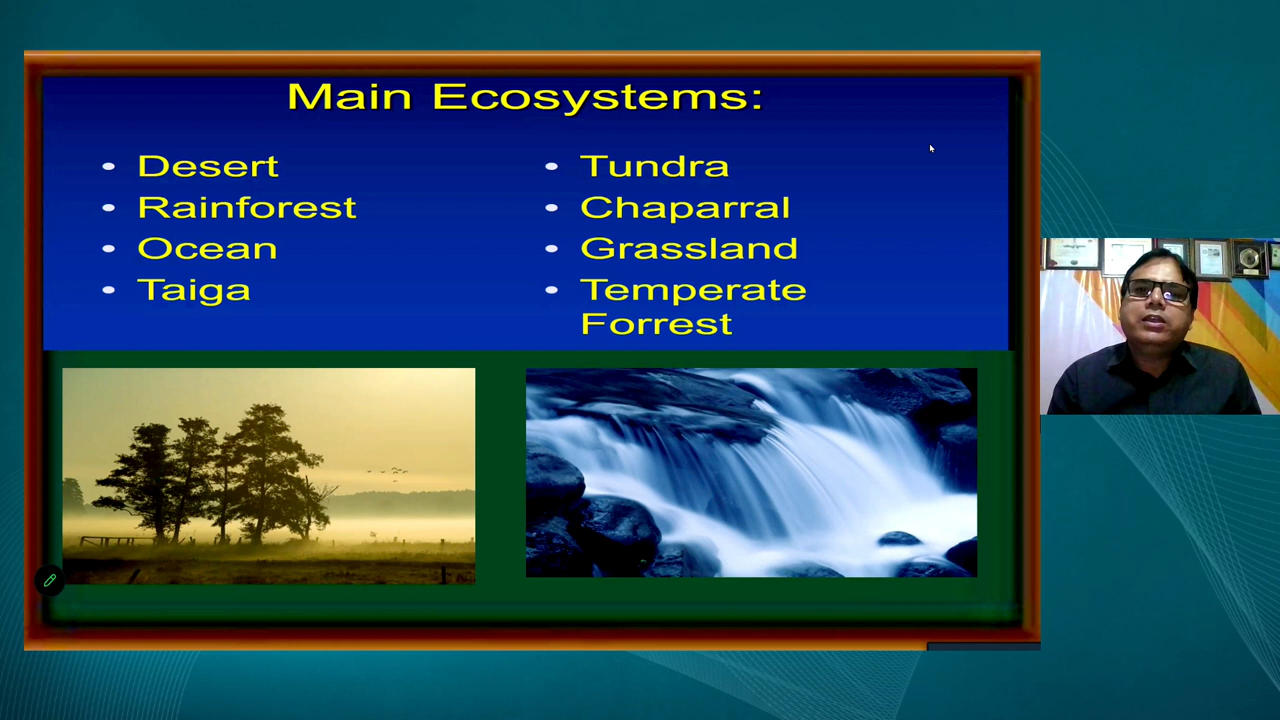 Main Ecosystems:
• Desert
• Rainforest
• Ocean
• Taiga
• Tundra
• Chaparral
• Grassland
• Temperate
Forrest